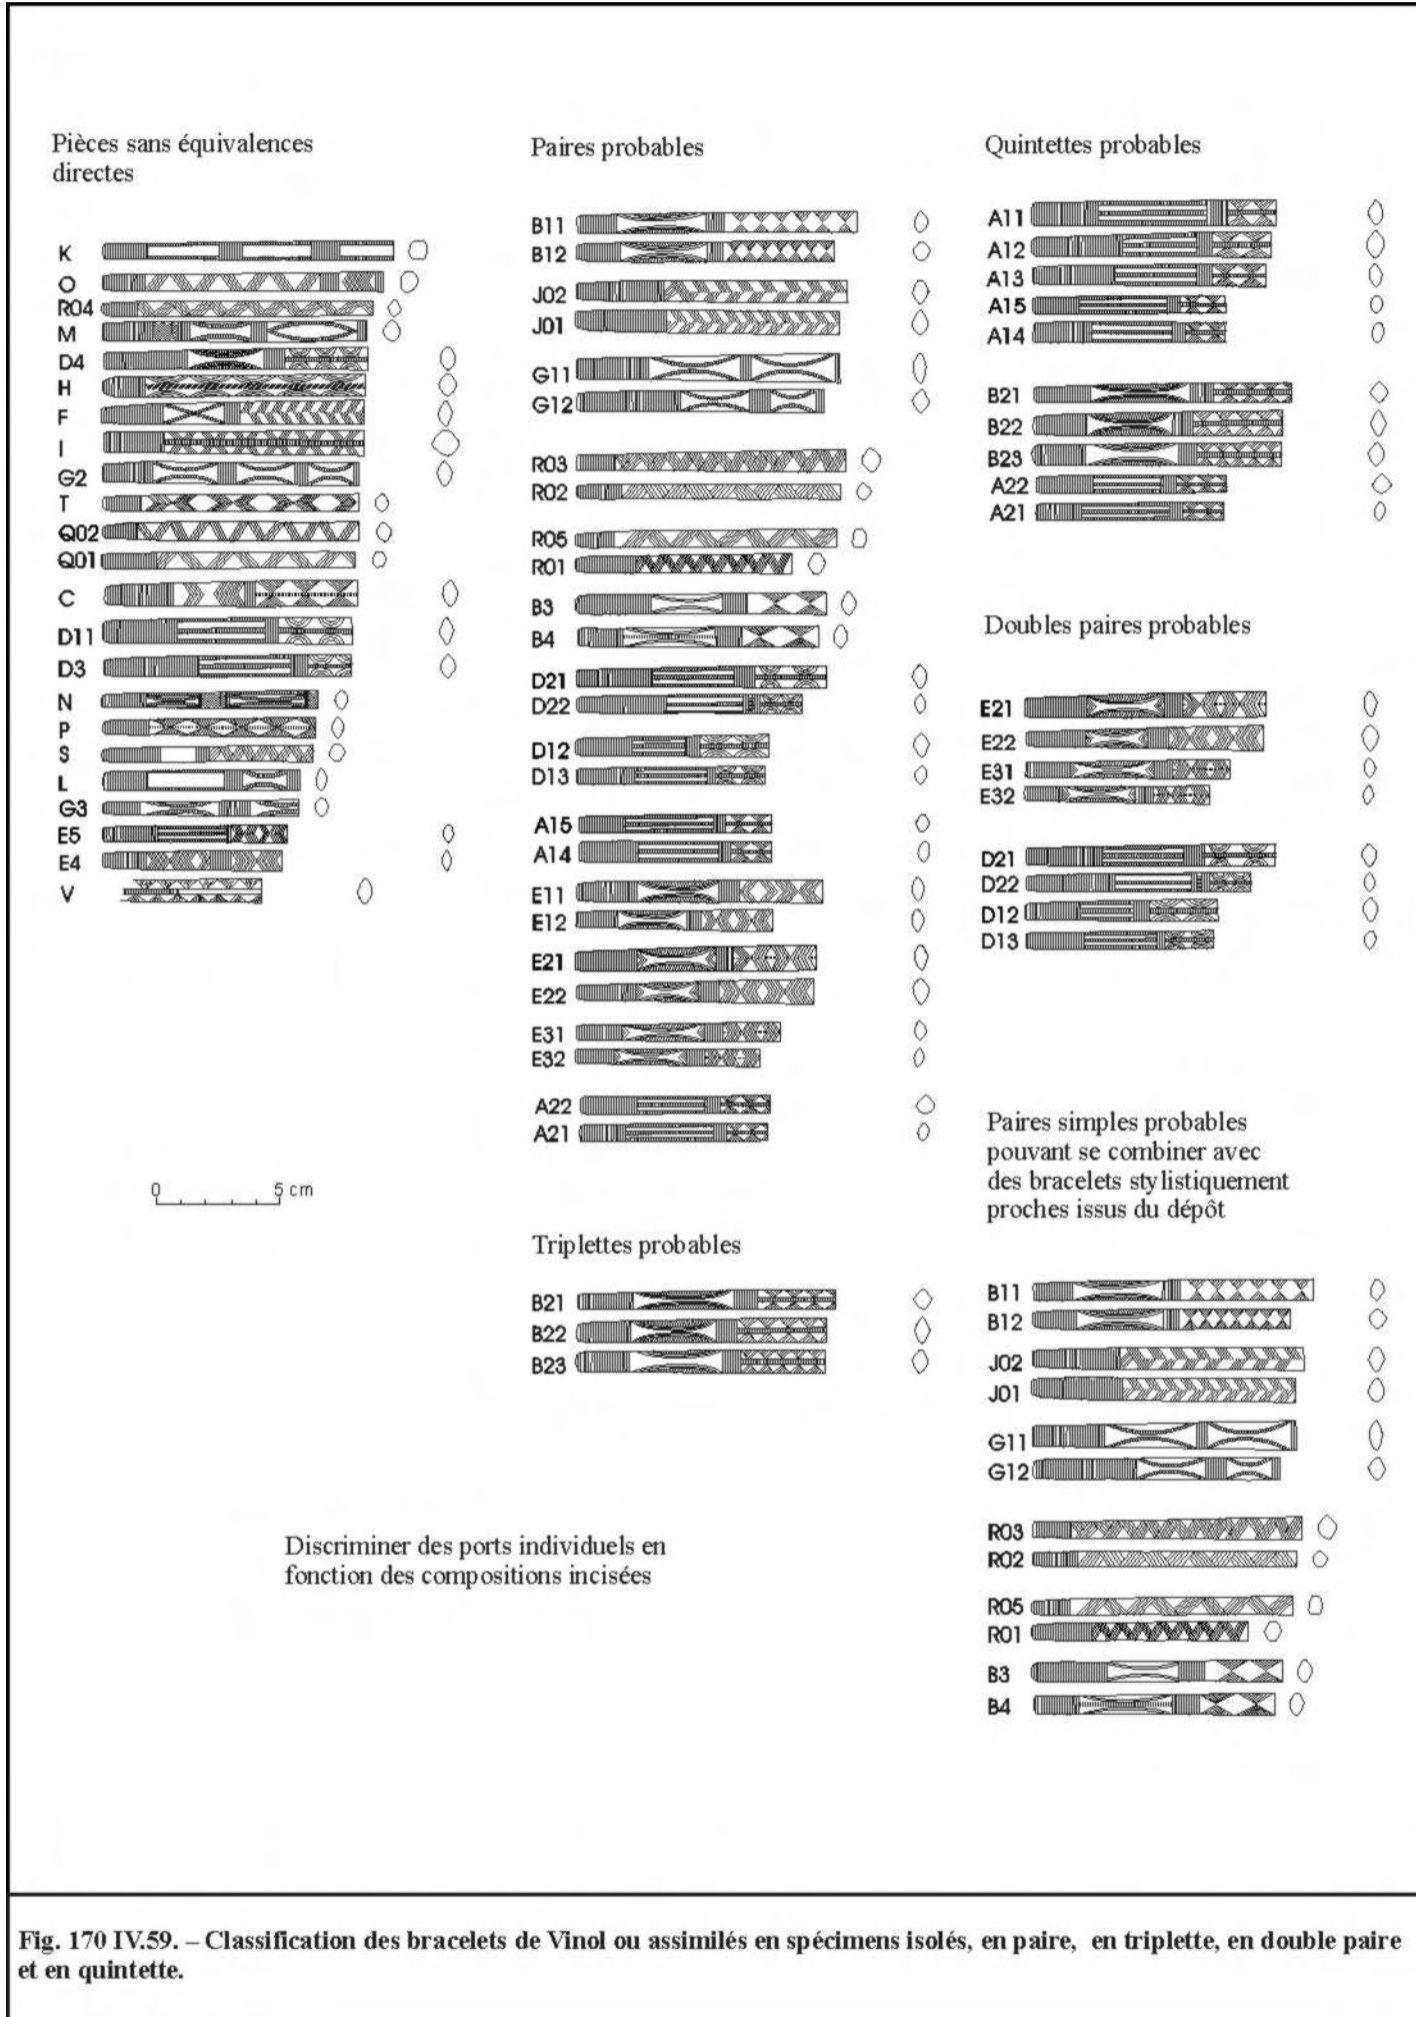 Pièces sans équivalences
directes
K
O
R04
M
D4
H
F
I
G2
T
Q02
Q01
C
D11
D3
N
P
S
L
G3
E5
E4
V
0 5 cm
Paires probables
B11
B12
J02
J01
G11
G12
R03
R02
R05
R01
B3
B4
D21
D22
D12
D13
A15
A14
E11
E12
E21
E22
E31
E32
A22
A21
Triplettes probables
B21
B22
B23
Quintettes probables
A11
A12
A13
A15
A14
B21
B22
B23
A22
A21
Doubles paires probables
E21
E22
E31
E32
D21
D22
D12
D13
Paires simples probables
pouvant se combiner avec
des bracelets stylistiquement
proches issus du dépôt
B11
B12
J02
J01
G11
G12
R03
R02
R05
R01
B3
B4
Discriminer des ports individuels en
fonction des compositions incisées
Fig. 170 IV.59. – Classification des bracelets de Vinol ou assimilés en spécimens isolés, en paire, en triplette, en double paire
et en quintette.